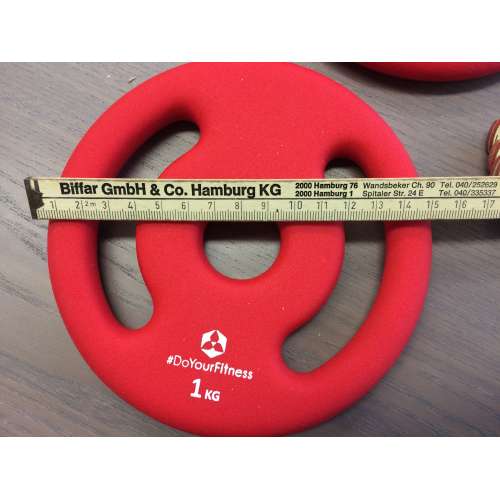 Biffar GmbH & Co. Hamburg KG
2000 Hamburg 76 Wandsbeker Ch. 90 Tel. 040/252629
2000 Hamburg 1 Spitaler Str. 24 E Tel. 040/335337
1 2 2m 3 4 5 6 7 8 9 10 11 12 13 14 15 16 17
#DoYourFitness
1 KG